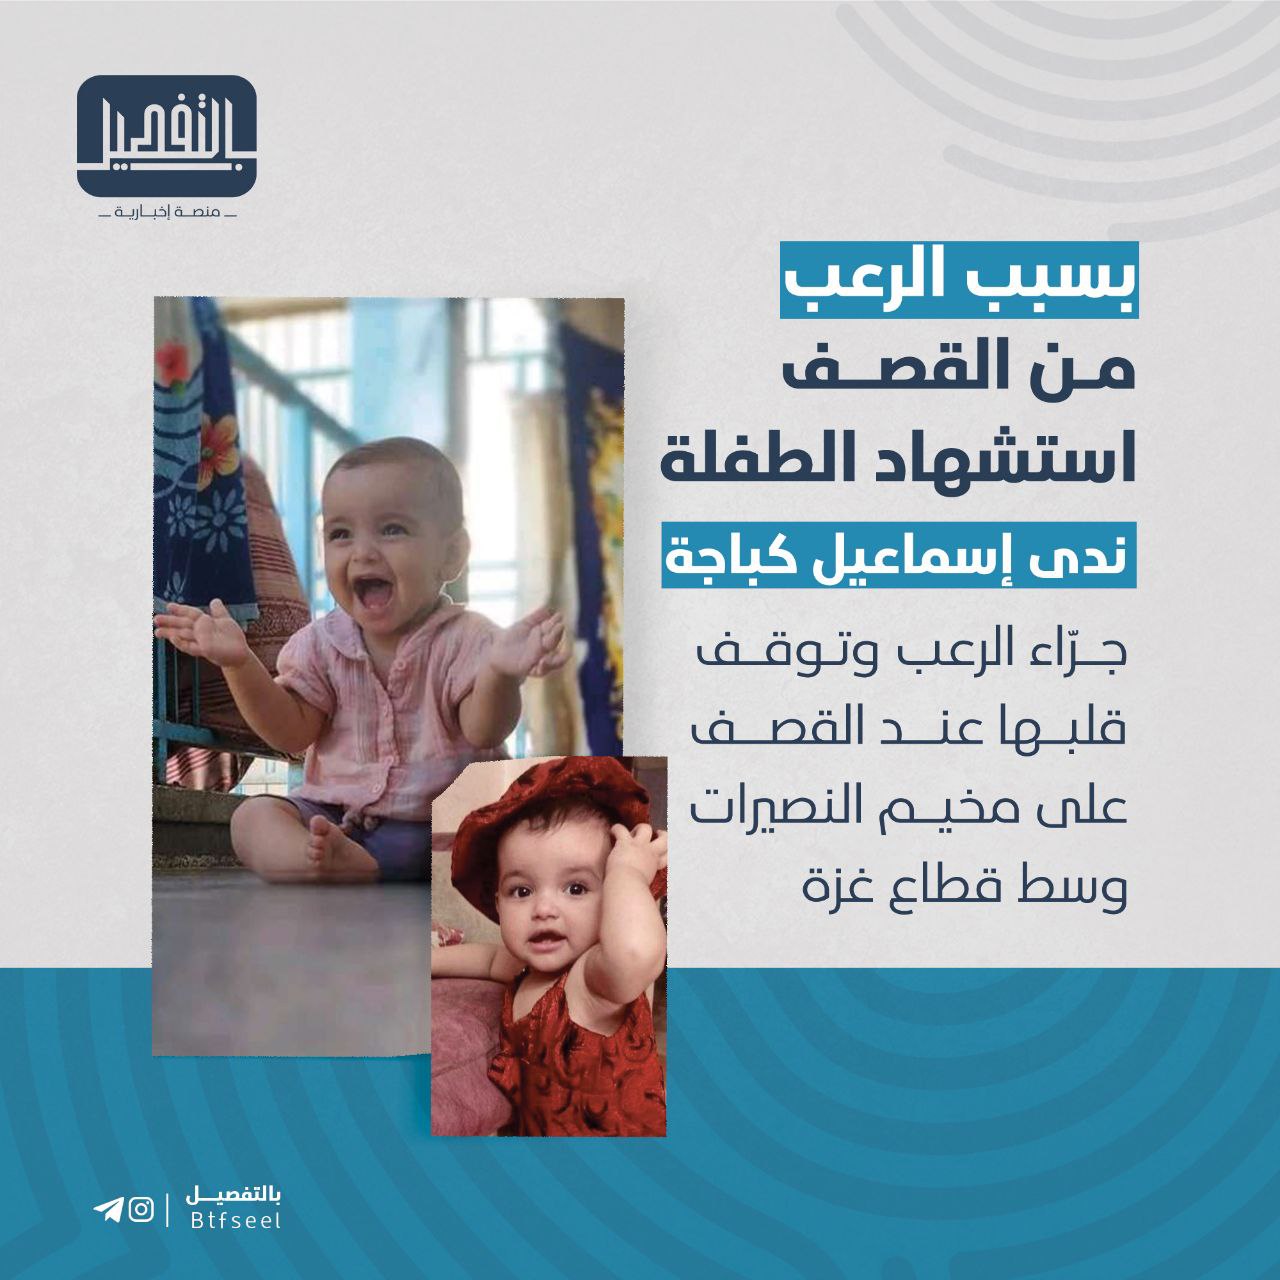 بالتفصيل
منصة إخبارية
بسبب الرعب
من القصف
استشهاد الطفلة
ندى إسماعيل كباجة
جرّاء الرعب وتوقف
قلبها عند القصف
على مخيم النصيرات
وسط قطاع غزة
بالتفصيل
Btfseel